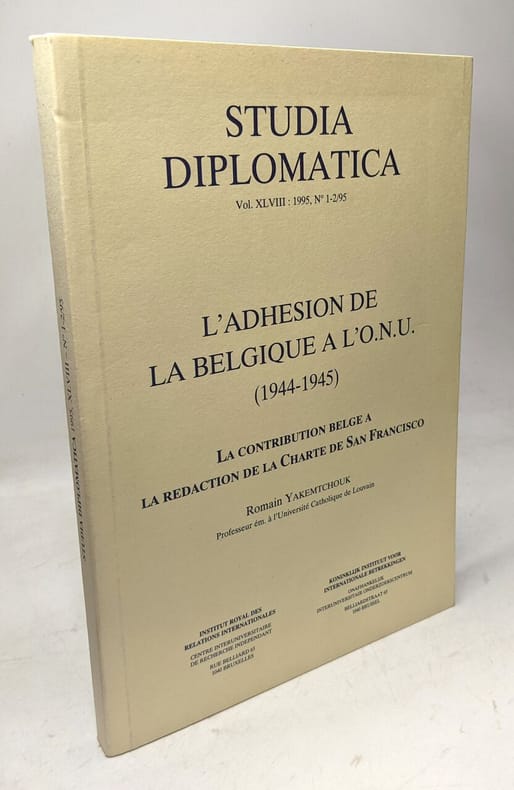 STUDIA
DIPLOMATICA
Vol. XLVIII : 1995, N° 1-2/95
L'ADHESION DE
LA BELGIQUE A L'O.N.U.
(1944-1945)
LA CONTRIBUTION BELGE A
LA REDACTION DE LA CHARTE DE SAN FRANCISCO
Romain YAKEMTCHOUK
Professeur ém. à l'Université Catholique de Louvain
INSTITUT ROYAL DES
RELATIONS INTERNATIONALES
CENTRE INTERUNIVERSITAIRE
DE RECHERCHE INDEPENDANT
RUE BELLIARD 65
1040 BRUXELLES
KONINKLIJK INSTITUUT VOOR
INTERNATIONALE BETREKKINGEN
ONAFHANKELIJK
INTERUNIVERSITAIR ONDERZOEKSCENTRUM
BELLIARDSTRAAT 65
1040 BRUSSEL
STUDIA DIPLOMATICA 1995, XLVIII - N° 1-2/95